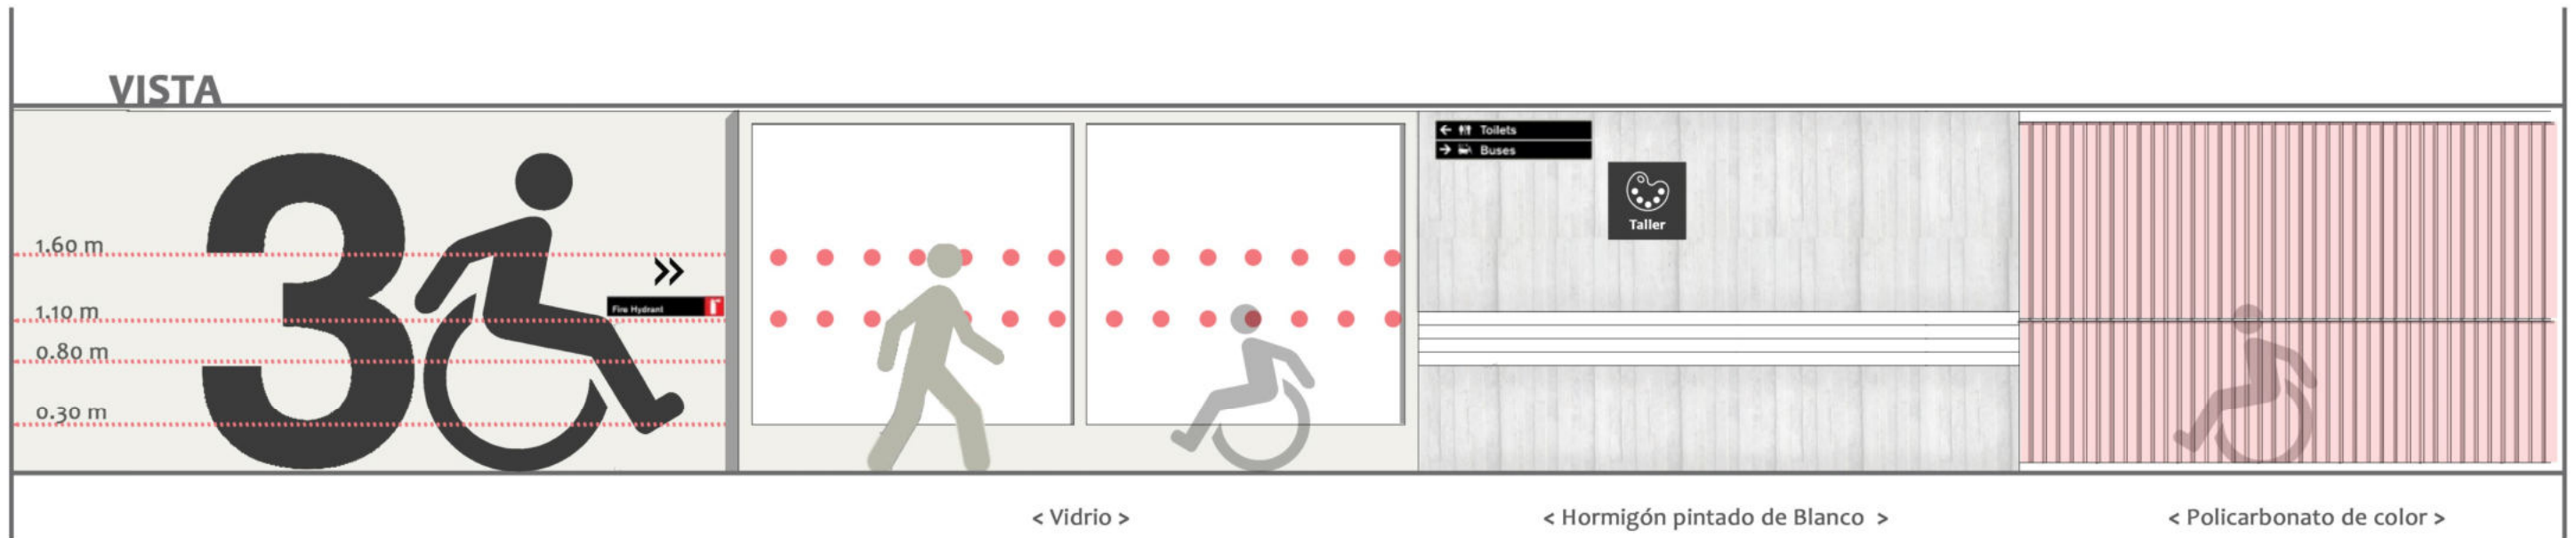 VISTA
1.60 m
1.10 m
0.80 m
0.30 m
3
»
Fire Hydrant
← Toilets
→ Buses
Taller
< Vidrio >
< Hormigón pintado de Blanco >
< Policarbonato de color >